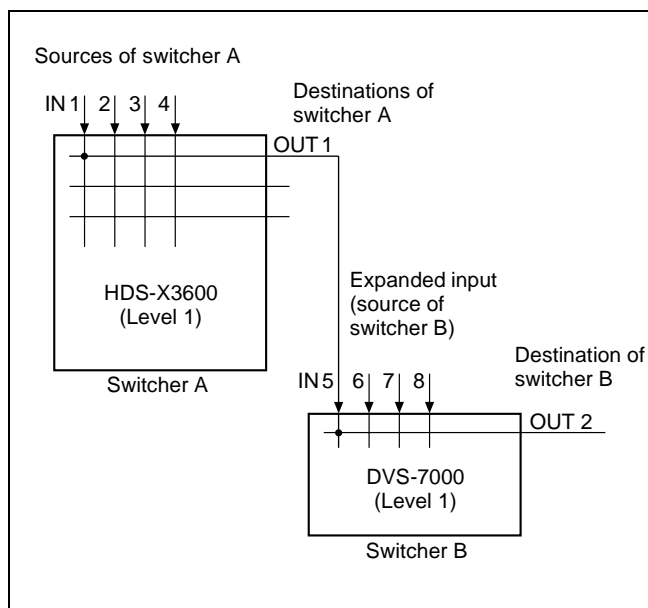 Sources of switcher A
IN 1 2 3 4
Destinations of
switcher A
OUT 1
HDS-X3600
(Level 1)
Switcher A
Expanded input
(source of
switcher B)
Destination of
switcher B
IN 5 6 7 8
OUT 2
DVS-7000
(Level 1)
Switcher B